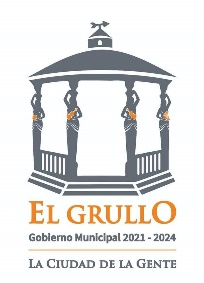 EL GRULLO
Gobierno Municipal 2021 - 2024
LA CIUDAD DE LA GENTE